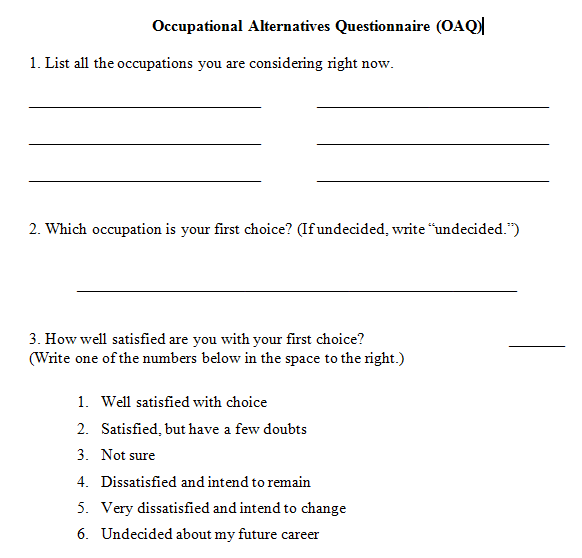 Occupational Alternatives Questionnaire (OAQ)
1. List all the occupations you are considering right now.
2. Which occupation is your first choice? (If undecided, write “undecided.”)
3. How well satisfied are you with your first choice?
(Write one of the numbers below in the space to the right.)
1. Well satisfied with choice
2. Satisfied, but have a few doubts
3. Not sure
4. Dissatisfied and intend to remain
5. Very dissatisfied and intend to change
6. Undecided about my future career